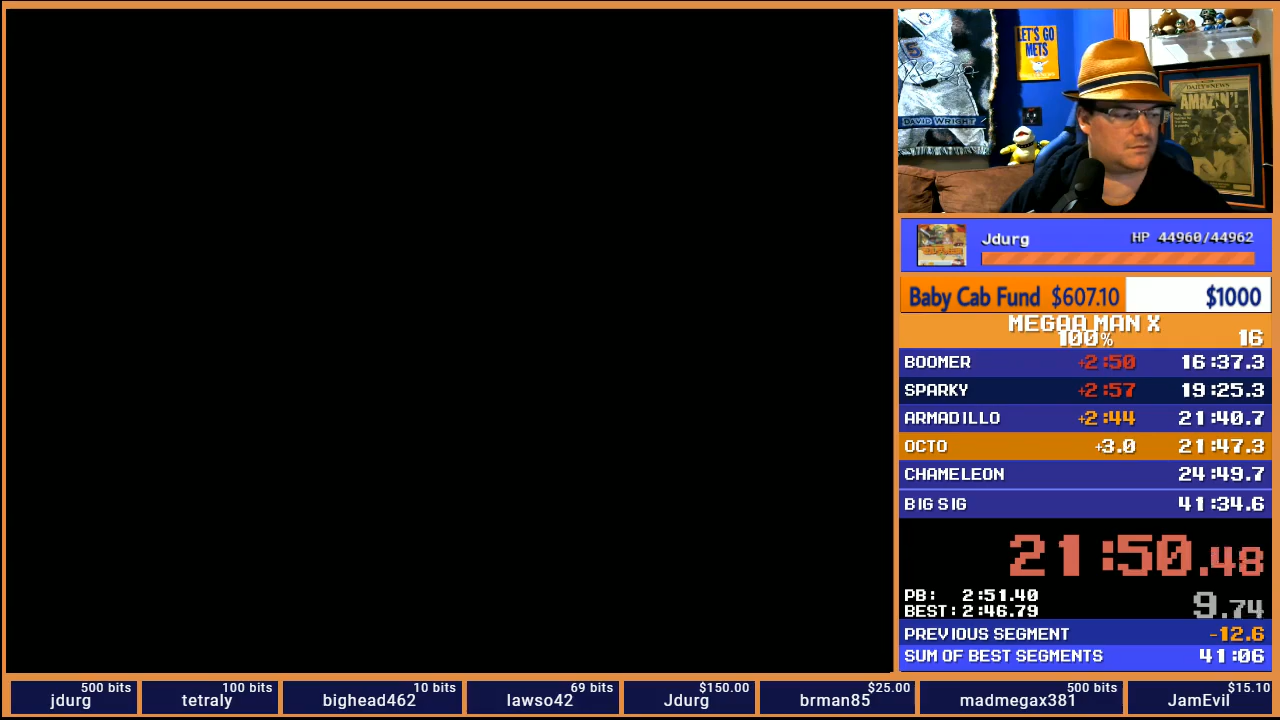 LET'S GO
METS
DAVID WRIGHT
DAILY NEWS
AMAZIN'!
Jdurg HP 44960/44962
Baby Cab Fund $607.10 $1000
MEGAA MAN X
100% 16
BOOMER +2:50 16:37.3
SPARKY +2:57 19:25.3
ARMADILLO +2:44 21:40.7
OCTO +3.0 21:47.3
CHAMELEON 24:49.7
BIG SIG 41:34.6
21:50.48
PB: 2:51.40
BEST: 2:46.79
9.74
PREVIOUS SEGMENT -12.6
SUM OF BEST SEGMENTS 41:06
500 bits
jdurg
100 bits
tetraly
10 bits
bighead462
69 bits
lawso42
$150.00
Jdurg
$25.00
brman85
500 bits
madmegax381
$15.10
JamEvil